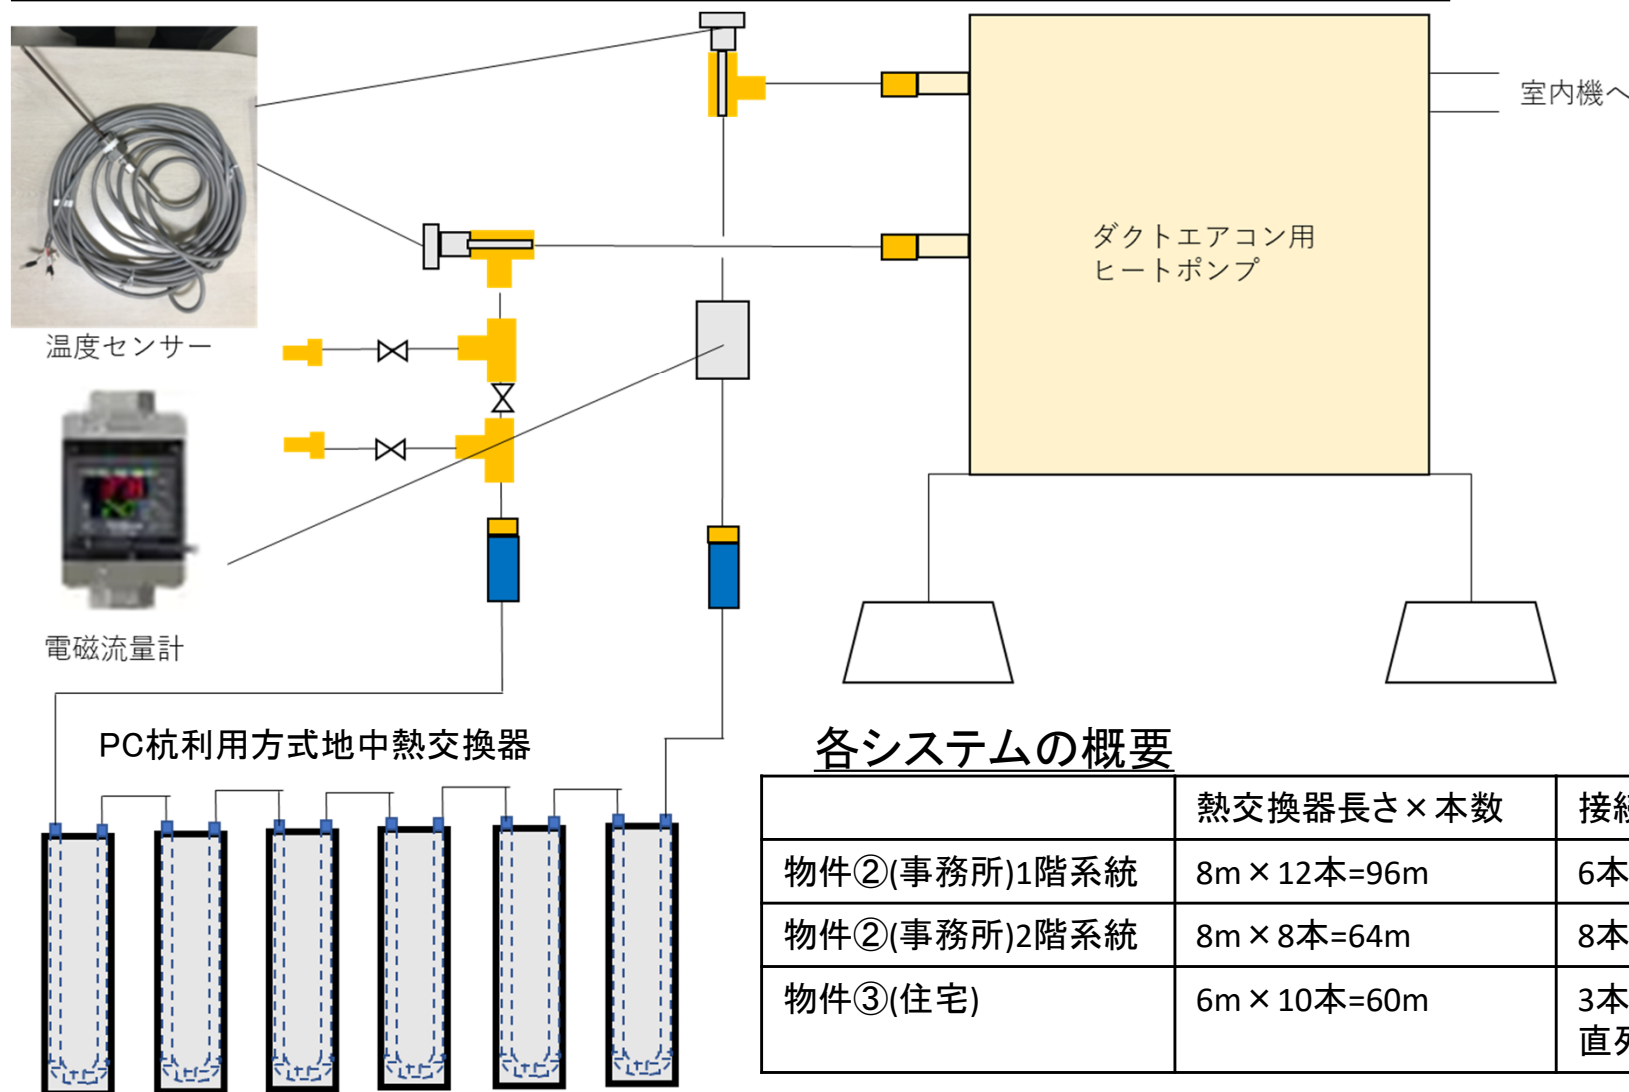 室内機へ
ダクトエアコン用
ヒートポンプ
温度センサー
電磁流量計
PC杭利用方式地中熱交換器
各システムの概要
熱交換器長さ×本数 接続
物件②(事務所)1階系統 8m×12本=96m 6本
物件②(事務所)2階系統 8m×8本=64m 8本
物件③(住宅) 6m×10本=60m 3本
直列